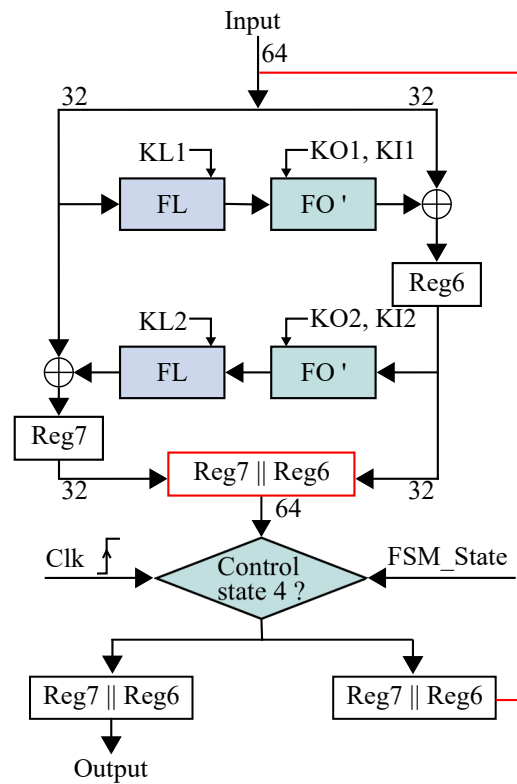 Input
64
32
32
KL1
KO1, KI1
FL
FO '
Reg6
KL2
KO2, KI2
FL
FO '
Reg7
Reg7 || Reg6
32
32
64
Clk
Control
state 4 ?
FSM_State
Reg7 || Reg6
Reg7 || Reg6
Output